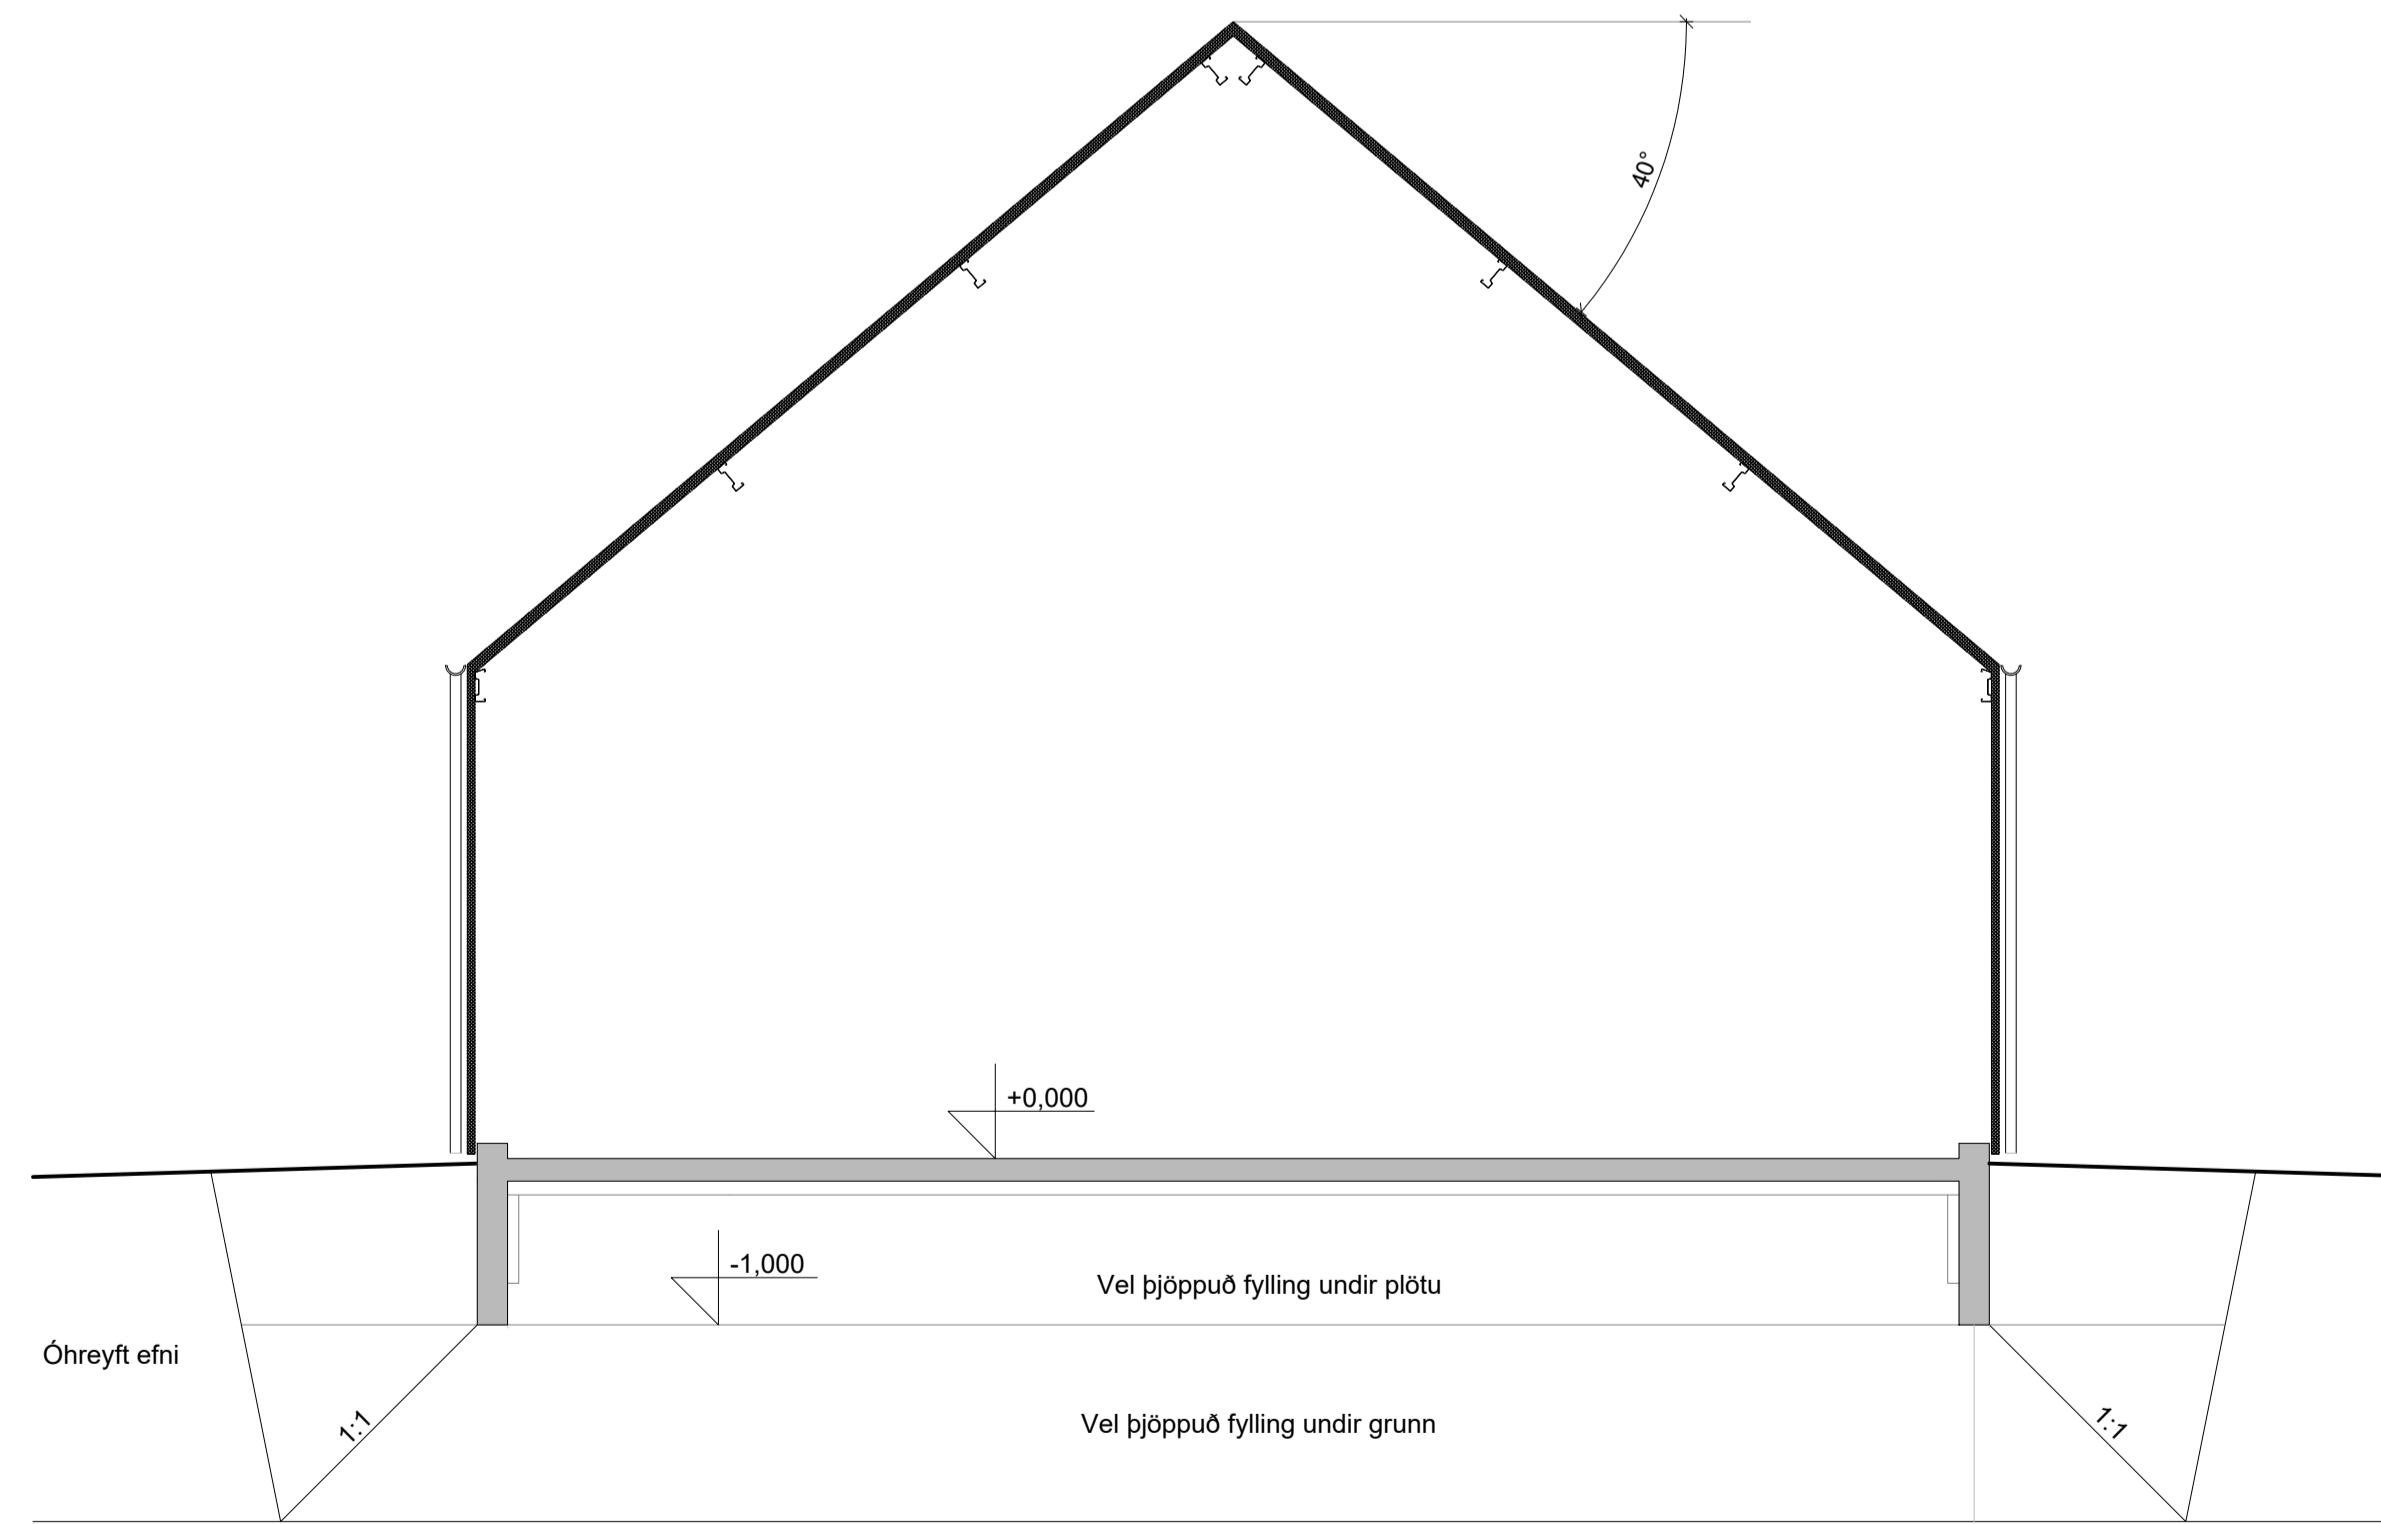 40°
+0,000
-1,000
Vel þjöppuð fylling undir plötu
Óhreyft efni
1:1
Vel þjöppuð fylling undir grunn
1:1